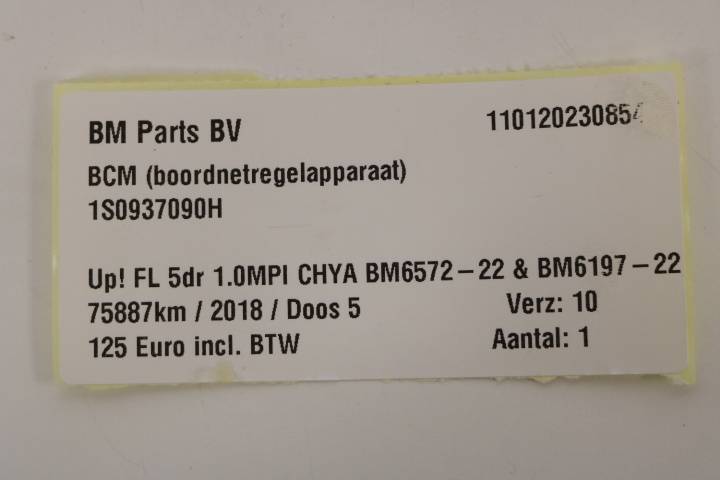 BM Parts BV 11012023085
BCM (boordnetregelapparaat)
1S0937090H
Up! FL 5dr 1.0MPI CHYA BM6572-22 & BM6197-22
75887km / 2018 / Doos 5 Verz: 10
125 Euro incl. BTW Aantal: 1